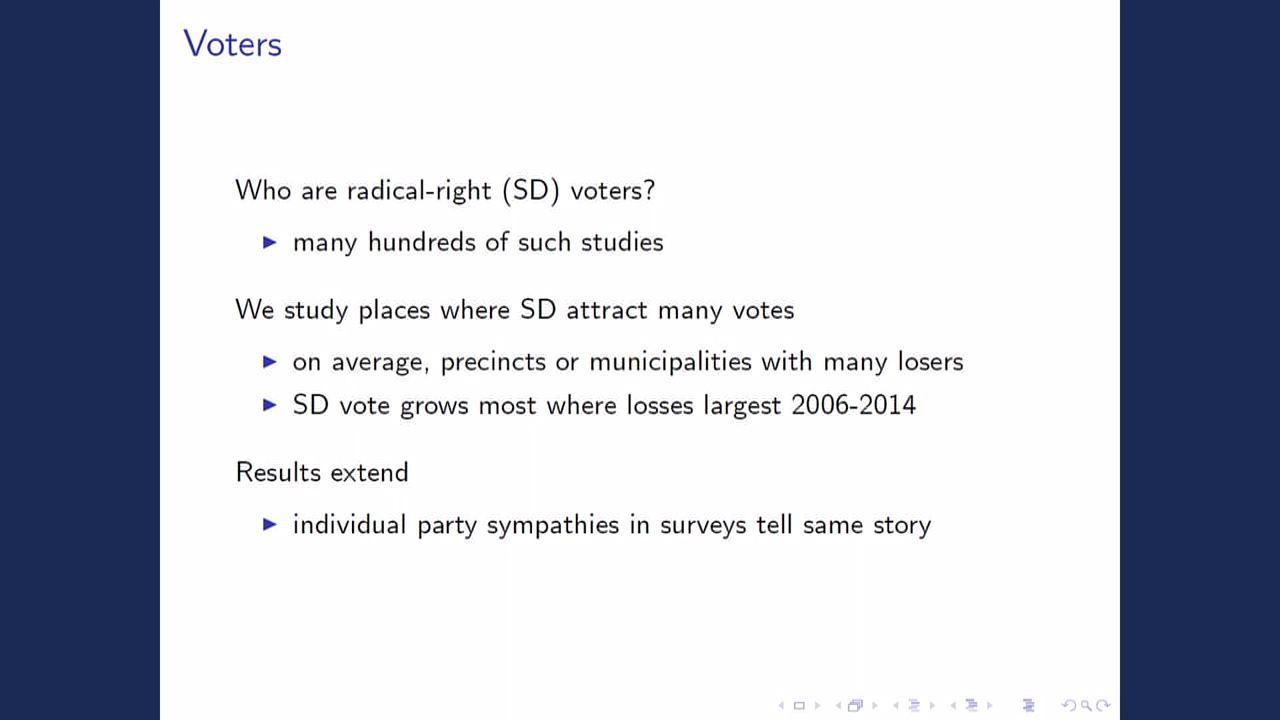 Voters
Who are radical-right (SD) voters?
▶ many hundreds of such studies
We study places where SD attract many votes
▶ on average, precincts or municipalities with many losers
▶ SD vote grows most where losses largest 2006-2014
Results extend
▶ individual party sympathies in surveys tell same story